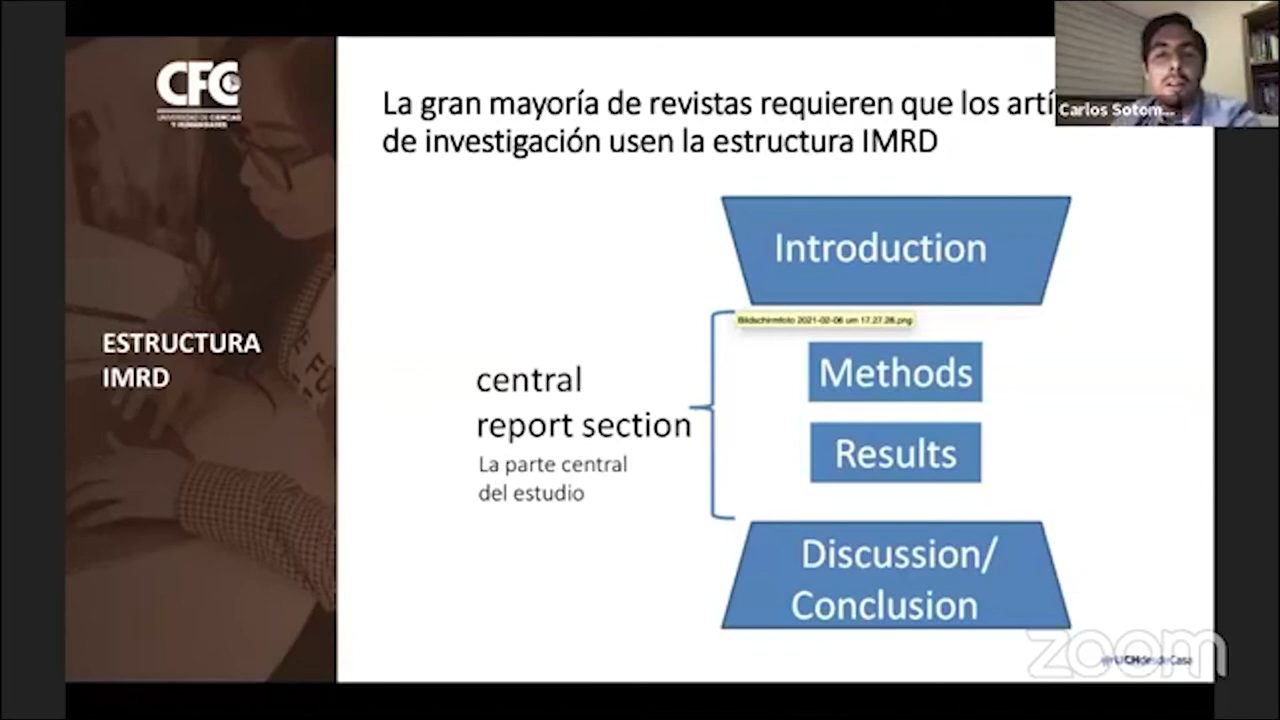 CFC
UNIVERSIDAD DE CIENCIAS
Y HUMANIDADES
ESTRUCTURA
IMRD
La gran mayoría de revistas requieren que los artí
de investigación usen la estructura IMRD
Carlos Sotom...
Introduction
Bildschirmfoto 2021-02-06 um 17.27.28.png
central
report section
La parte central
del estudio
Methods
Results
Discussion/
Conclusion
zoom